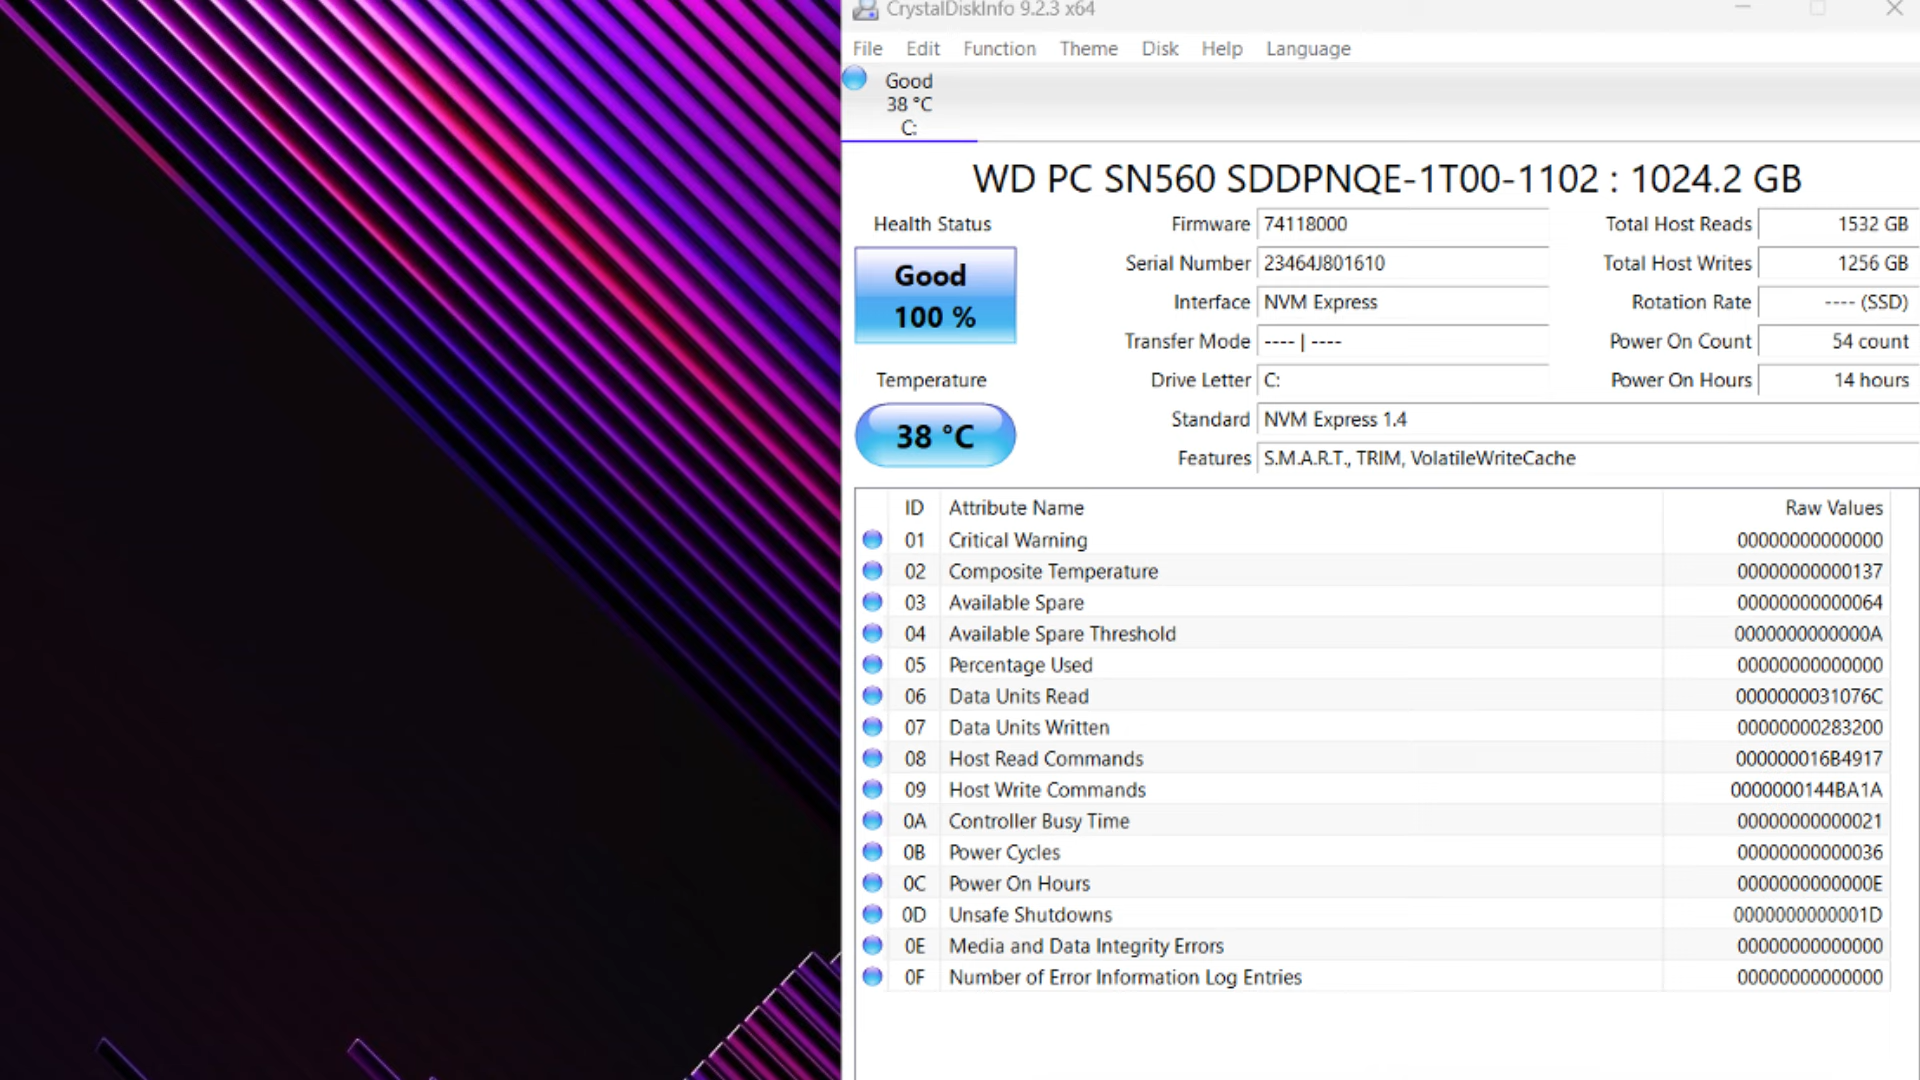 CrystalDiskInfo 9.2.3 x64
File Edit Function Theme Disk Help Language
Good
38 °C
C:
WD PC SN560 SDDPNQE-1T00-1102 : 1024.2 GB
Health Status
Good
100 %
Temperature
38 °C
Firmware 74118000
Serial Number 23464J801610
Interface NVM Express
Transfer Mode ---- | ----
Drive Letter C:
Standard NVM Express 1.4
Features S.M.A.R.T., TRIM, VolatileWriteCache
Total Host Reads 1532 GB
Total Host Writes 1256 GB
Rotation Rate ---- (SSD)
Power On Count 54 count
Power On Hours 14 hours
ID Attribute Name Raw Values
01 Critical Warning 00000000000000
02 Composite Temperature 00000000000137
03 Available Spare 00000000000064
04 Available Spare Threshold 0000000000000A
05 Percentage Used 00000000000000
06 Data Units Read 0000000031076C
07 Data Units Written 00000000283200
08 Host Read Commands 000000016B4917
09 Host Write Commands 0000000144BA1A
0A Controller Busy Time 00000000000021
0B Power Cycles 00000000000036
0C Power On Hours 0000000000000E
0D Unsafe Shutdowns 0000000000001D
0E Media and Data Integrity Errors 00000000000000
0F Number of Error Information Log Entries 00000000000000